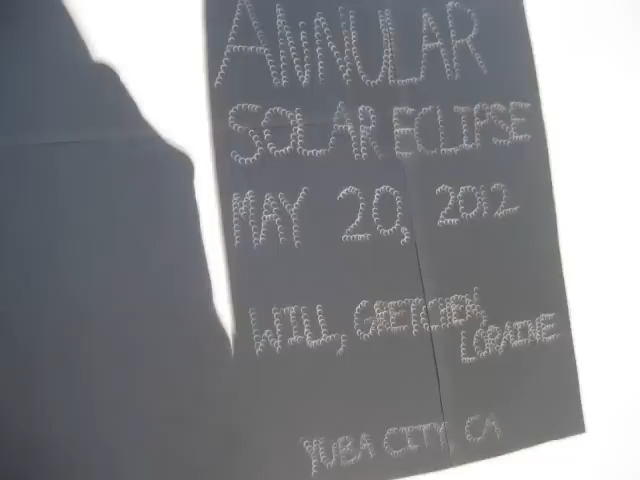 ANNULAR
SOLAR ECLIPSE
MAY 20, 2012
WILL, GRETCHEN,
LORAINE
YUBA CITY, CA